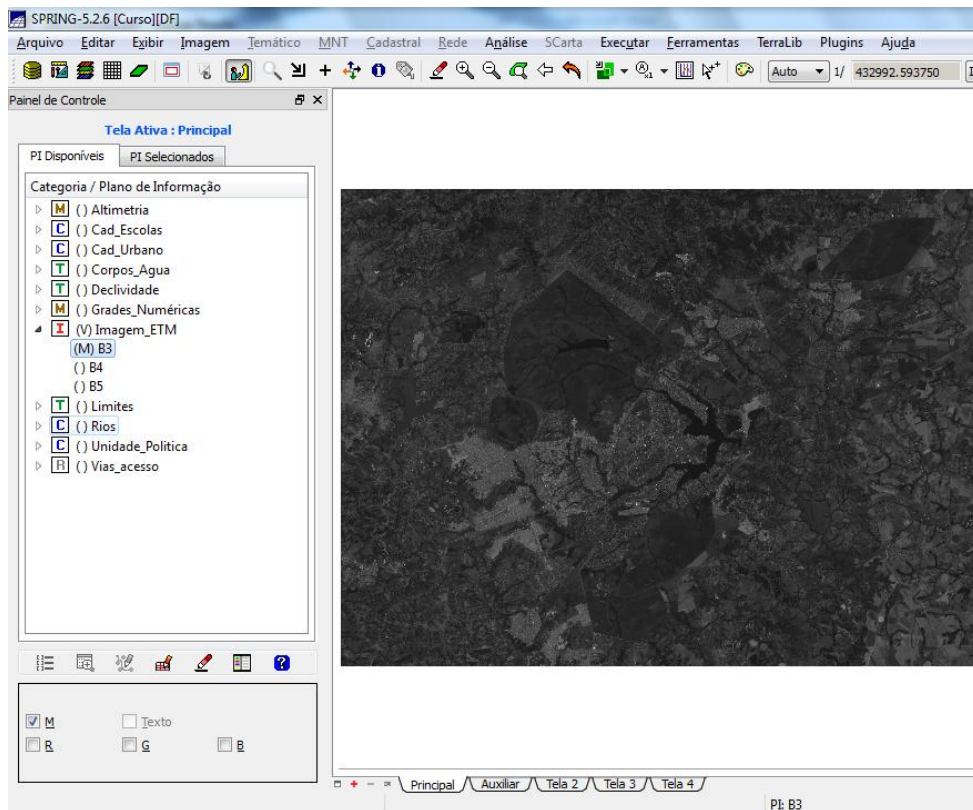 SPRING-5.2.6 [Curso][DF]
Arquivo Editar Exibir Imagem Temático MNT Cadastral Rede Análise SCarta Executar Ferramentas TerraLib Plugins Ajuda
Auto 1/ 432992.593750
Painel de Controle
Tela Ativa : Principal
PI Disponíveis PI Selecionados
Categoria / Plano de Informação
M ( ) Altimetria
C ( ) Cad_Escolas
C ( ) Cad_Urbano
T ( ) Corpos_Agua
T ( ) Declividade
M ( ) Grades_Numéricas
I (V) Imagem_ETM
(M) B3
( ) B4
( ) B5
T ( ) Limites
C ( ) Rios
C ( ) Unidade_Politica
R ( ) Vias_acesso
M Texto
R G B
Principal Auxiliar Tela 2 Tela 3 Tela 4
PI: B3